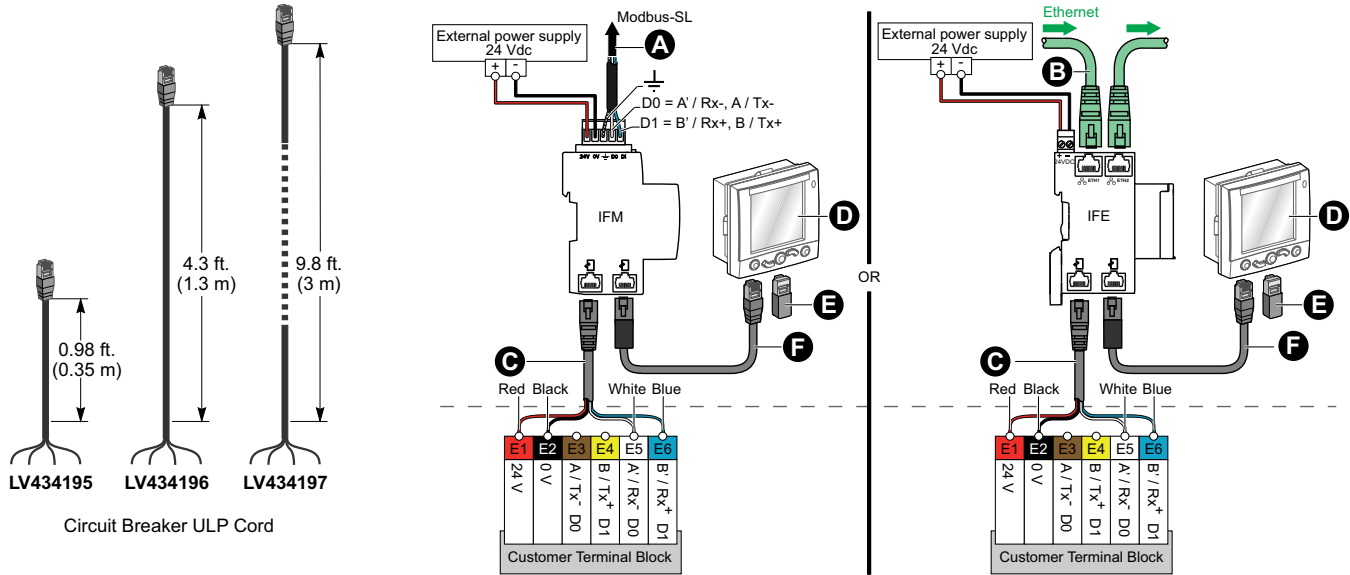 0.98 ft.
(0.35 m)
4.3 ft.
(1.3 m)
9.8 ft.
(3 m)
LV434195
LV434196
LV434197
Circuit Breaker ULP Cord
External power supply
24 Vdc
+ -
Modbus-SL
A
D0 = A' / Rx-, A / Tx-
D1 = B' / Rx+, B / Tx+
24V 0V D0 D1
IFM
D
E
F
C
Red Black White Blue
E1 E2 E3 E4 E5 E6
24 V
0 V
A / Tx- D0
B / Tx+ D1
A' / Rx- D0
B' / Rx+ D1
Customer Terminal Block
OR
Ethernet
External power supply
24 Vdc
+ -
B
+ -
24VDC
ETH1 ETH2
IFE
D
E
F
C
Red Black White Blue
E1 E2 E3 E4 E5 E6
24 V
0 V
A / Tx- D0
B / Tx+ D1
A' / Rx- D0
B' / Rx+ D1
Customer Terminal Block